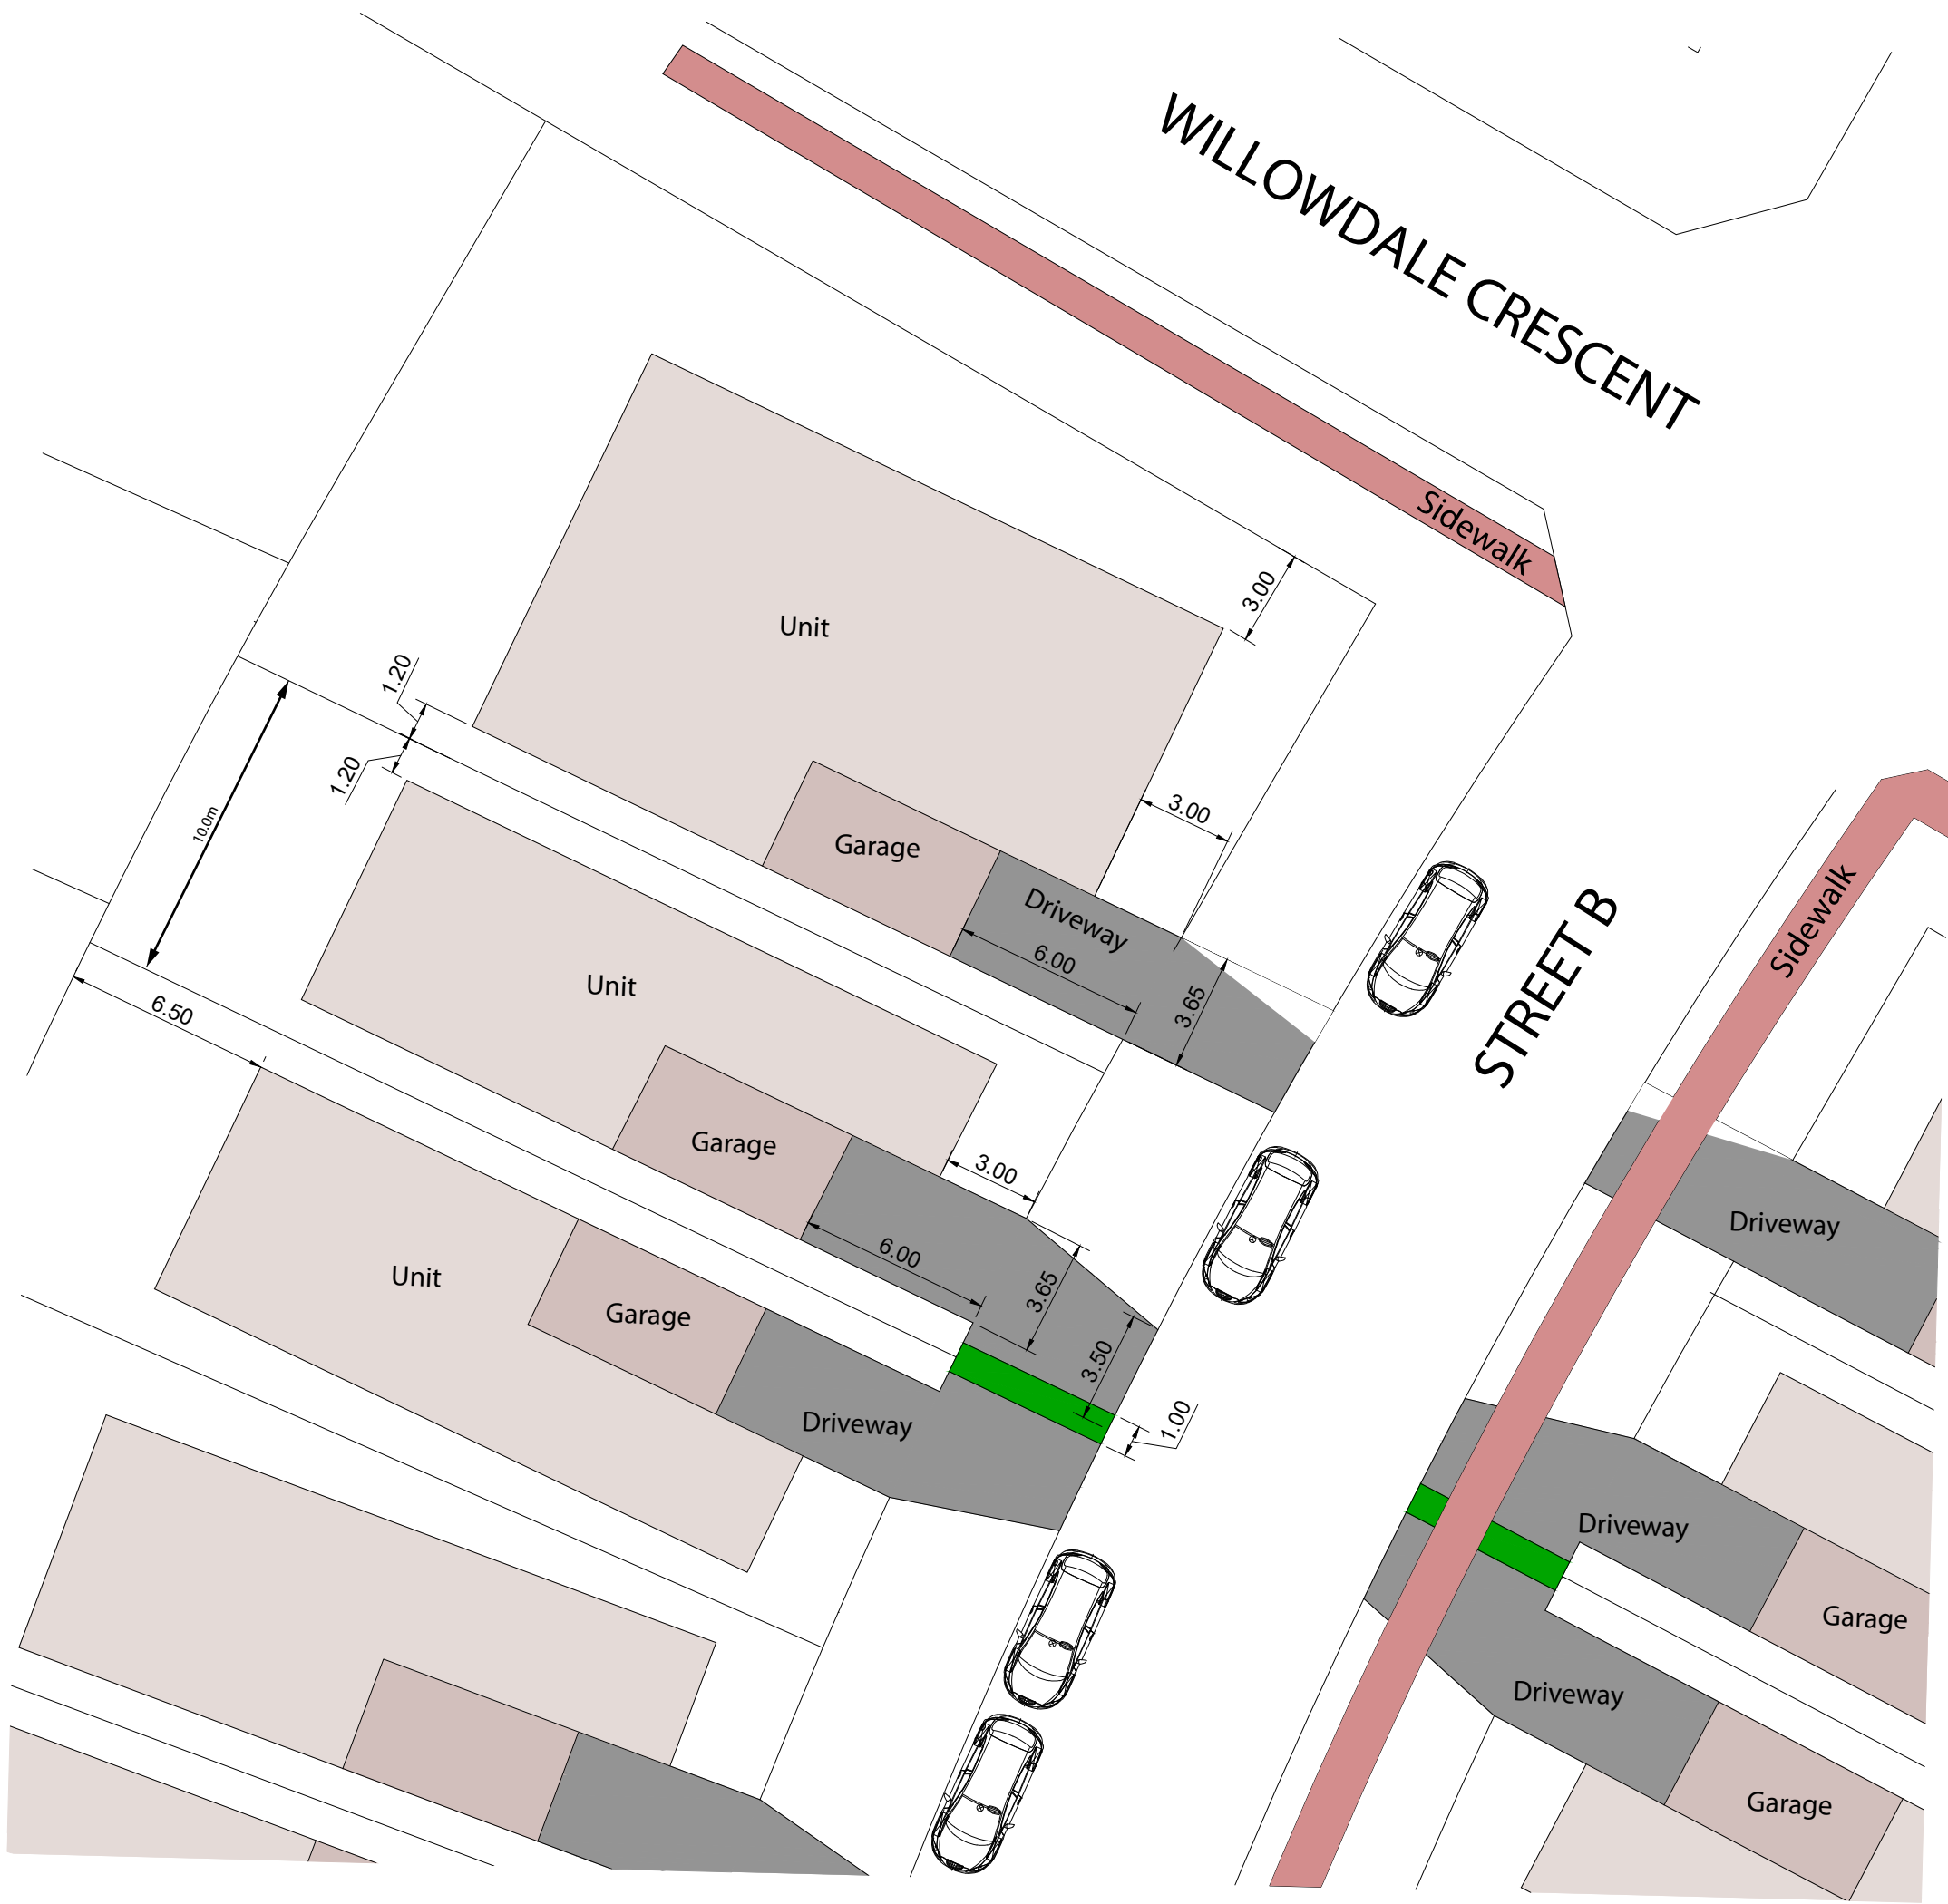 WILLOWDALE CRESCENT
Sidewalk
3.00
Unit
1.20
1.20
10.0m
3.00
Garage
Driveway
6.00
3.65
STREET B
Sidewalk
Unit
6.50
Garage
3.00
6.00
3.65
3.50
1.00
Driveway
Unit
Garage
Driveway
Driveway
Garage
Driveway
Garage